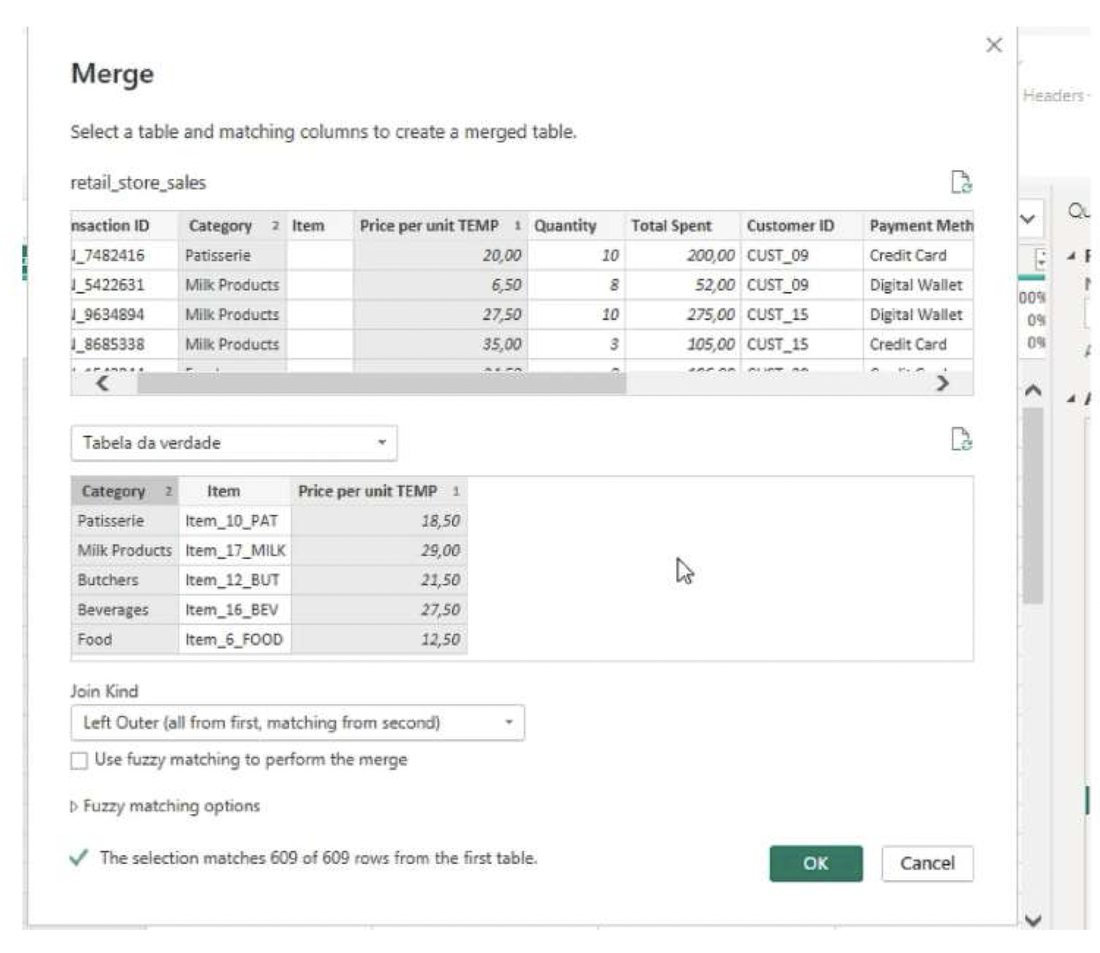 Merge
Headers
Select a table and matching columns to create a merged table.
retail_store_sales
nsaction ID Category 2 Item Price per unit TEMP 1 Quantity Total Spent Customer ID Payment Meth
_7482416 Patisserie 20,00 10 200,00 CUST_09 Credit Card
_5422631 Milk Products 6,50 8 52,00 CUST_09 Digital Wallet
_9634894 Milk Products 27,50 10 275,00 CUST_15 Digital Wallet
_8685338 Milk Products 35,00 3 105,00 CUST_15 Credit Card
Qu
00%
0%
0%
Tabela da verdade
Category 2 Item Price per unit TEMP 1
Patisserie Item_10_PAT 18,50
Milk Products Item_17_MILK 29,00
Butchers Item_12_BUT 21,50
Beverages Item_16_BEV 27,50
Food Item_6_FOOD 12,50
Join Kind
Left Outer (all from first, matching from second)
Use fuzzy matching to perform the merge
Fuzzy matching options
The selection matches 609 of 609 rows from the first table.
OK Cancel